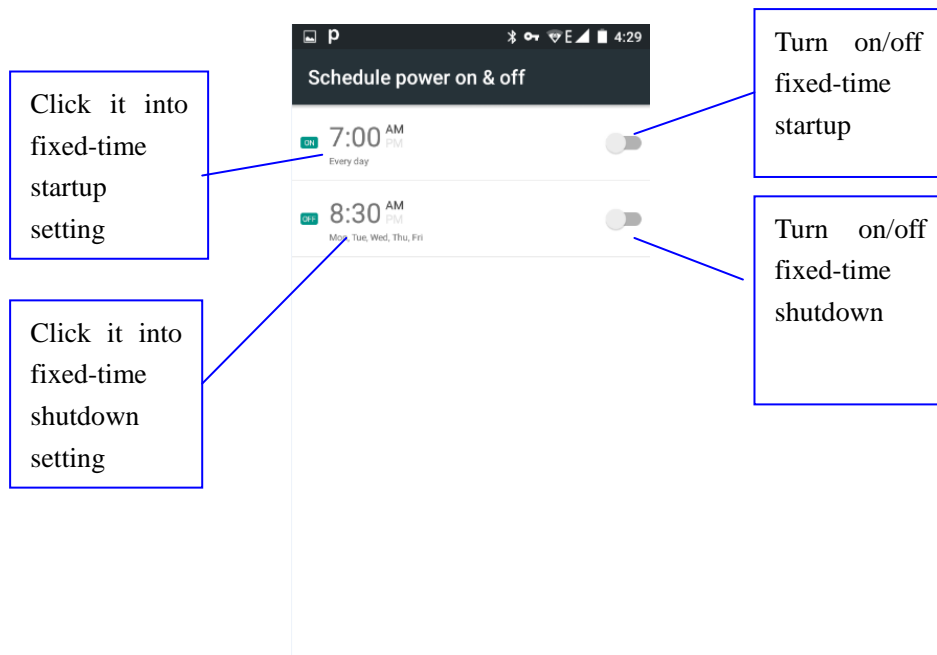 p E 4:29
Schedule power on & off
ON 7:00 AM
PM
Every day
OFF 8:30 AM
PM
Mon, Tue, Wed, Thu, Fri
Click it into
fixed-time
startup
setting
Click it into
fixed-time
shutdown
setting
Turn on/off
fixed-time
startup
Turn on/off
fixed-time
shutdown